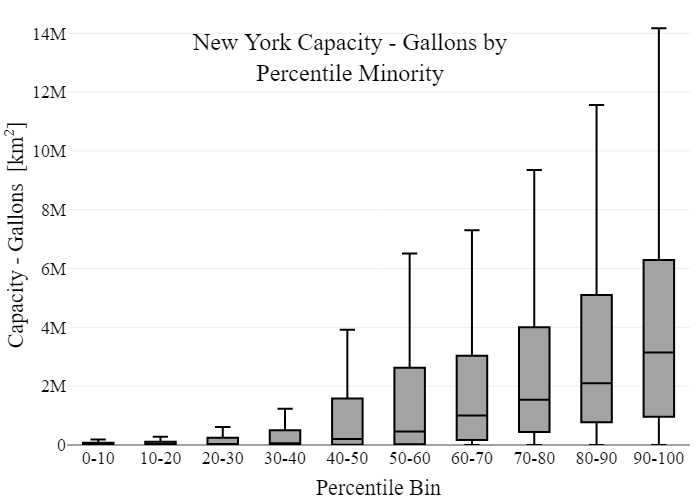 New York Capacity - Gallons by
Percentile Minority
Capacity - Gallons [km²]
14M
12M
10M
8M
6M
4M
2M
0
0-10 10-20 20-30 30-40 40-50 50-60 60-70 70-80 80-90 90-100
Percentile Bin